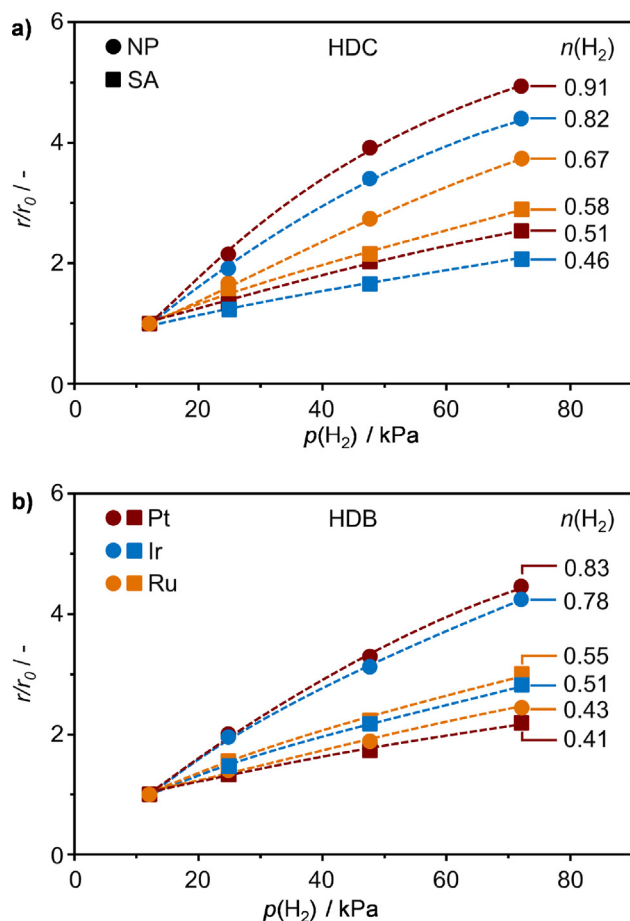 a)
NP
SA
HDC
n(H2)
0.91
0.82
0.67
0.58
0.51
0.46
r/r0 / -
6
4
2
0
0 20 40 60 80
p(H2) / kPa
b)
Pt
Ir
Ru
HDB
n(H2)
0.83
0.78
0.55
0.51
0.43
0.41
r/r0 / -
6
4
2
0
0 20 40 60 80
p(H2) / kPa